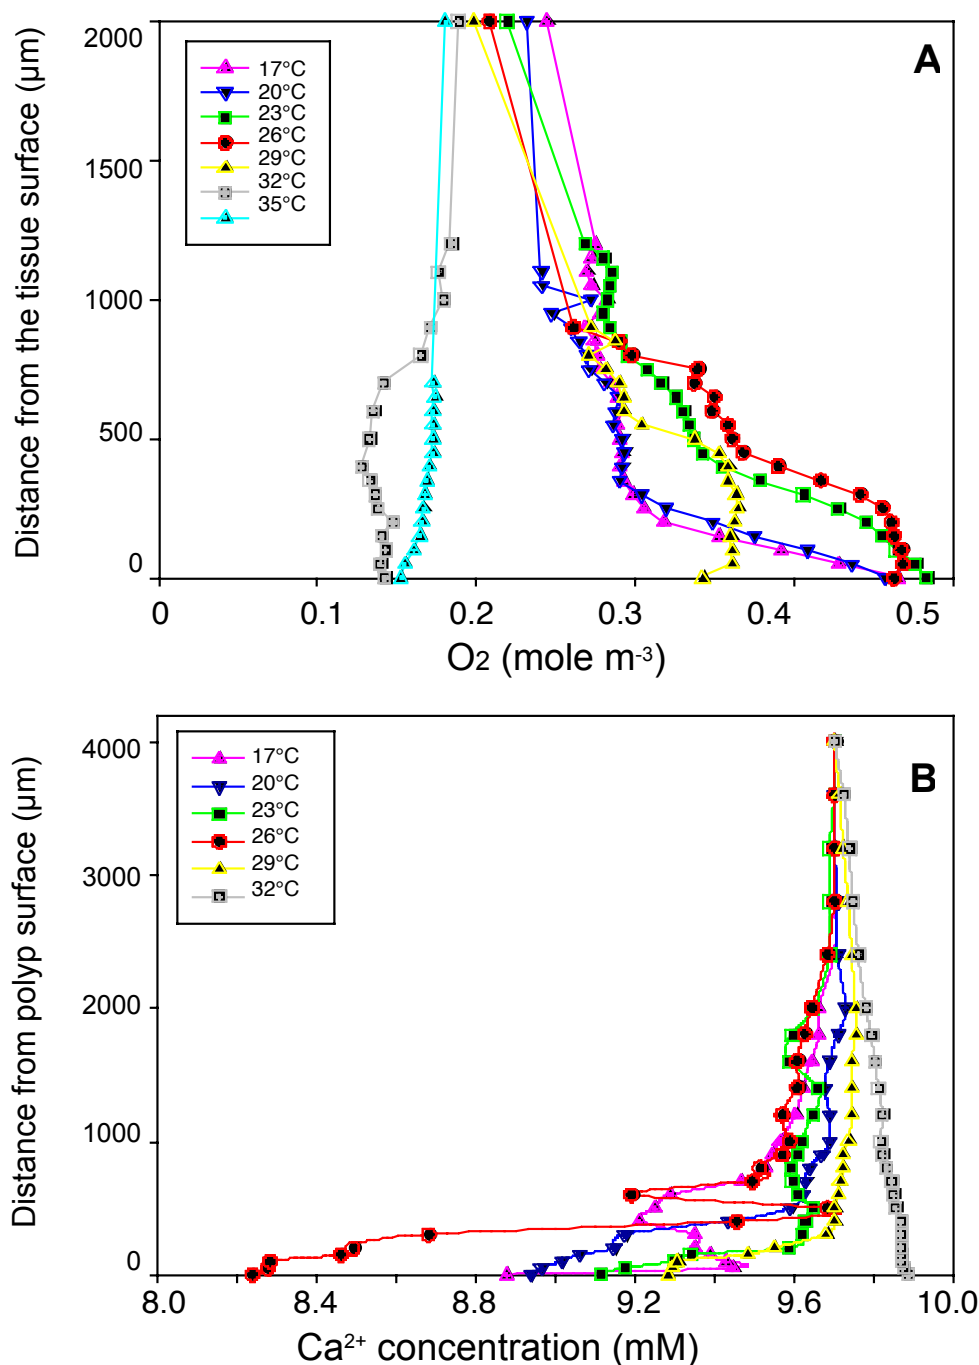 A
Distance from the tissue surface (µm)
2000
1500
1000
500
0
17°C
20°C
23°C
26°C
29°C
32°C
35°C
0 0.1 0.2 0.3 0.4 0.5
O2 (mole m-3)
B
Distance from polyp surface (µm)
4000
3000
2000
1000
0
17°C
20°C
23°C
26°C
29°C
32°C
8.0 8.4 8.8 9.2 9.6 10.0
Ca2+ concentration (mM)